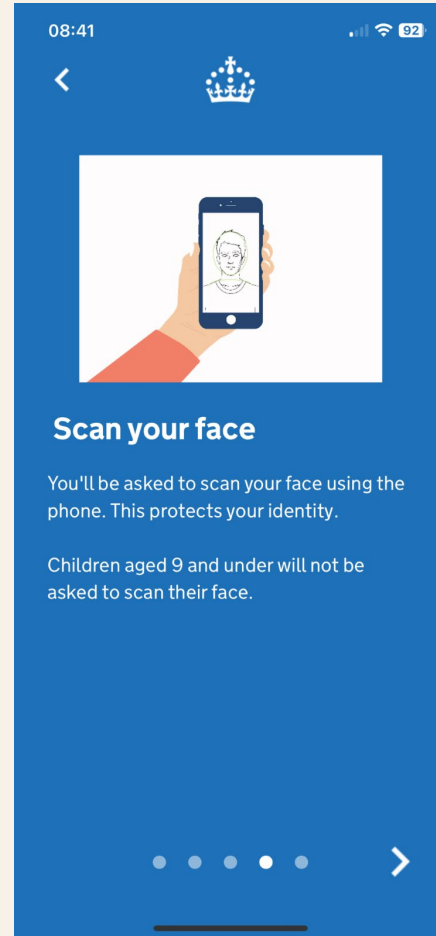 08:41
92
Scan your face
You'll be asked to scan your face using the
phone. This protects your identity.
Children aged 9 and under will not be
asked to scan their face.